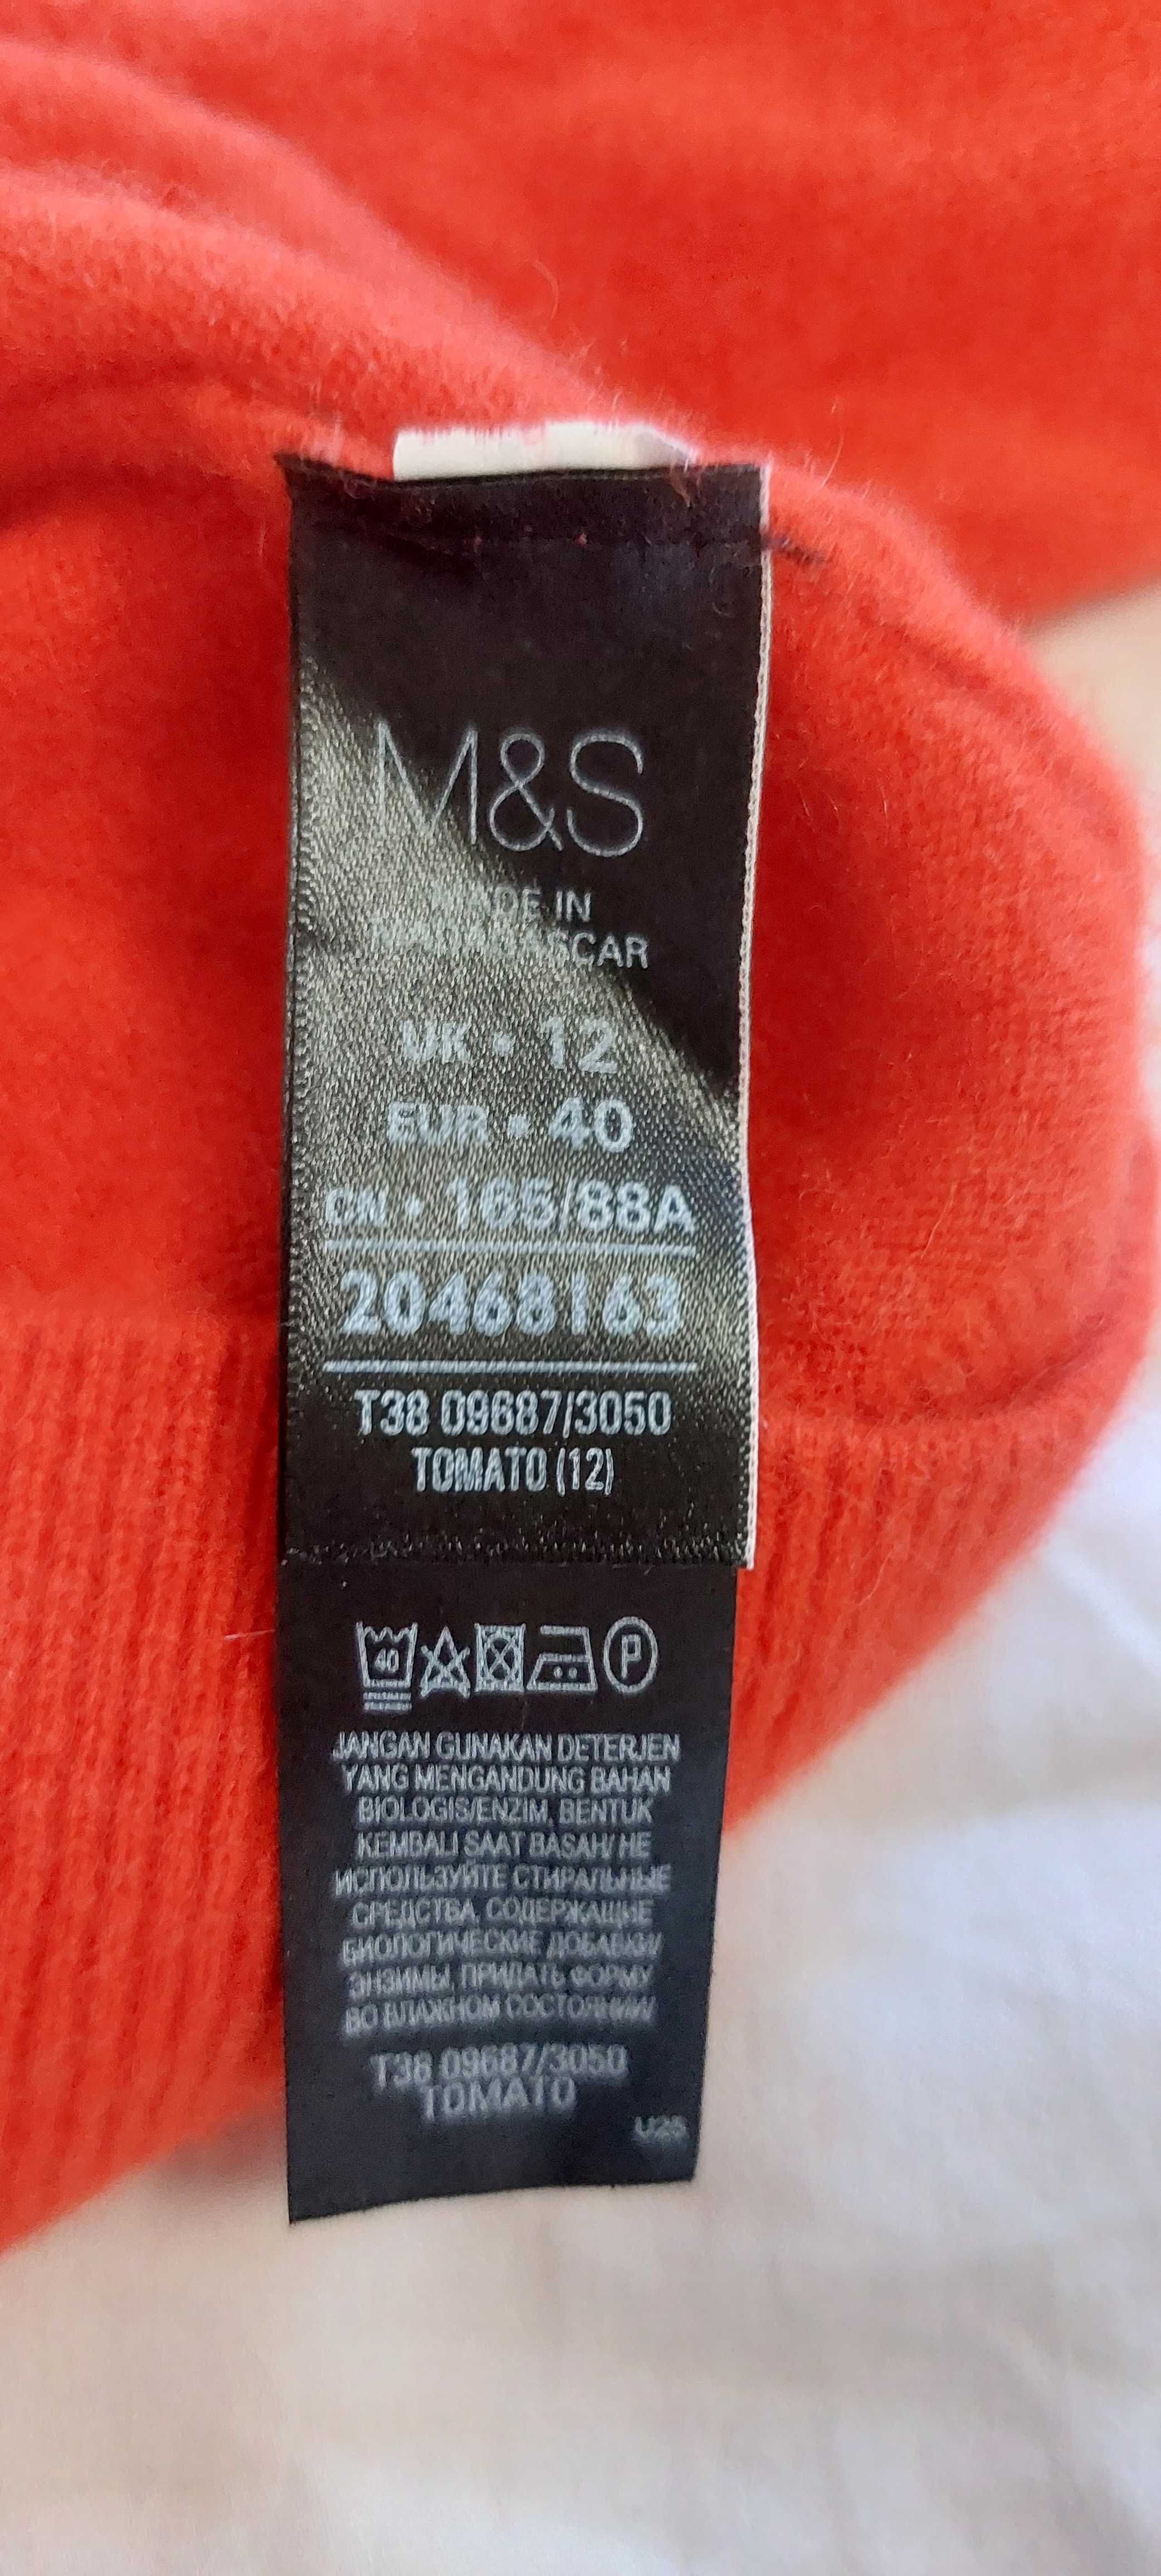 M&S
MADE IN
MADAGASCAR
UK • 12
EUR • 40
CN • 165/88A
20468163
T38 09687/3050
TOMATO (12)
40
P
JANGAN GUNAKAN DETERJEN
YANG MENGANDUNG BAHAN
BIOLOGIS/ENZIM, BENTUK
KEMBALI SAAT BASAH/ НЕ
ИСПОЛЬЗУЙТЕ СТИРАЛЬНЫЕ
СРЕДСТВА, СОДЕРЖАЩИЕ
БИОЛОГИЧЕСКИЕ ДОБАВКИ/
ЭНЗИМЫ, ПРИДАТЬ ФОРМУ
ВО ВЛАЖНОМ СОСТОЯНИИ/
T38 09687/3050
TOMATO
U25